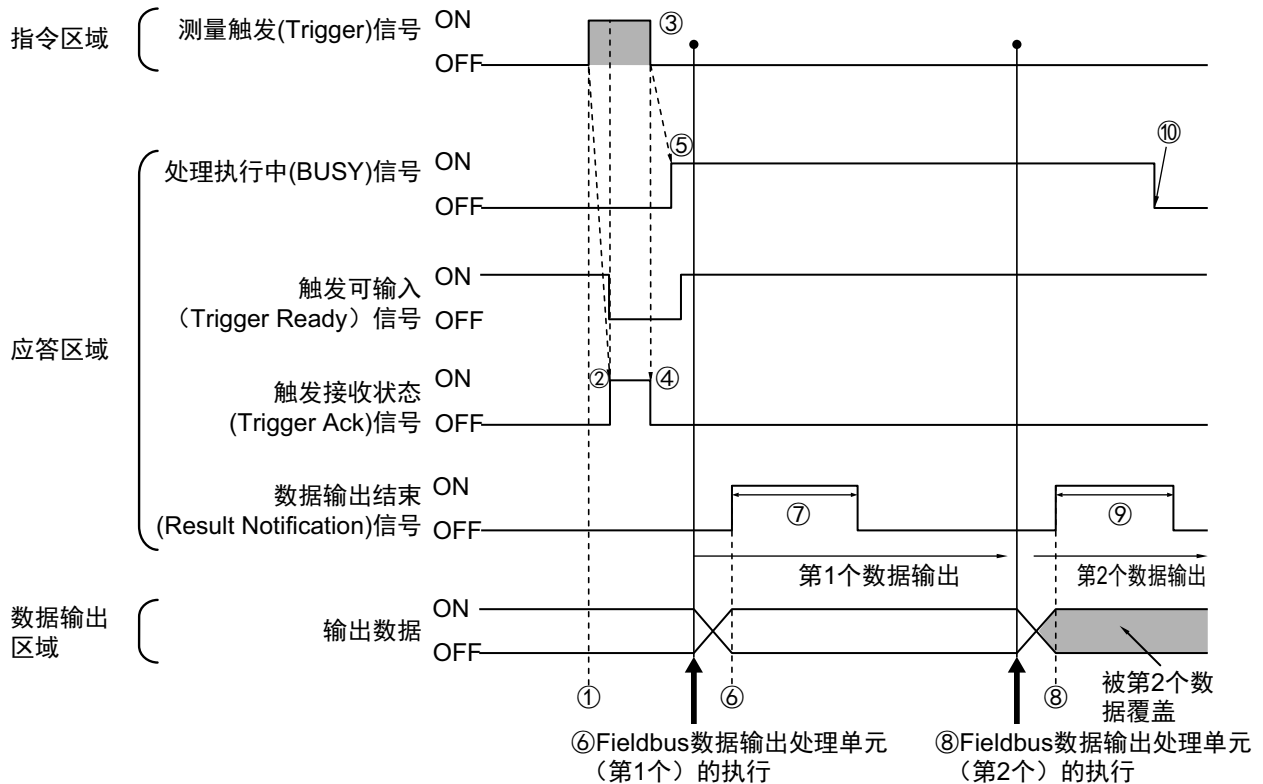 指令区域
测量触发(Trigger)信号
ON
OFF
③
应答区域
处理执行中(BUSY)信号
ON
OFF
⑤
⑩
触发可输入
（Trigger Ready）信号
ON
OFF
触发接收状态
(Trigger Ack)信号
ON
OFF
②
④
数据输出结束
(Result Notification)信号
ON
OFF
⑦
⑨
第1个数据输出
第2个数据输出
数据输出
区域
输出数据
ON
OFF
①
⑥
⑧
被第2个数
据覆盖
⑥Fieldbus数据输出处理单元
（第1个）的执行
⑧Fieldbus数据输出处理单元
（第2个）的执行